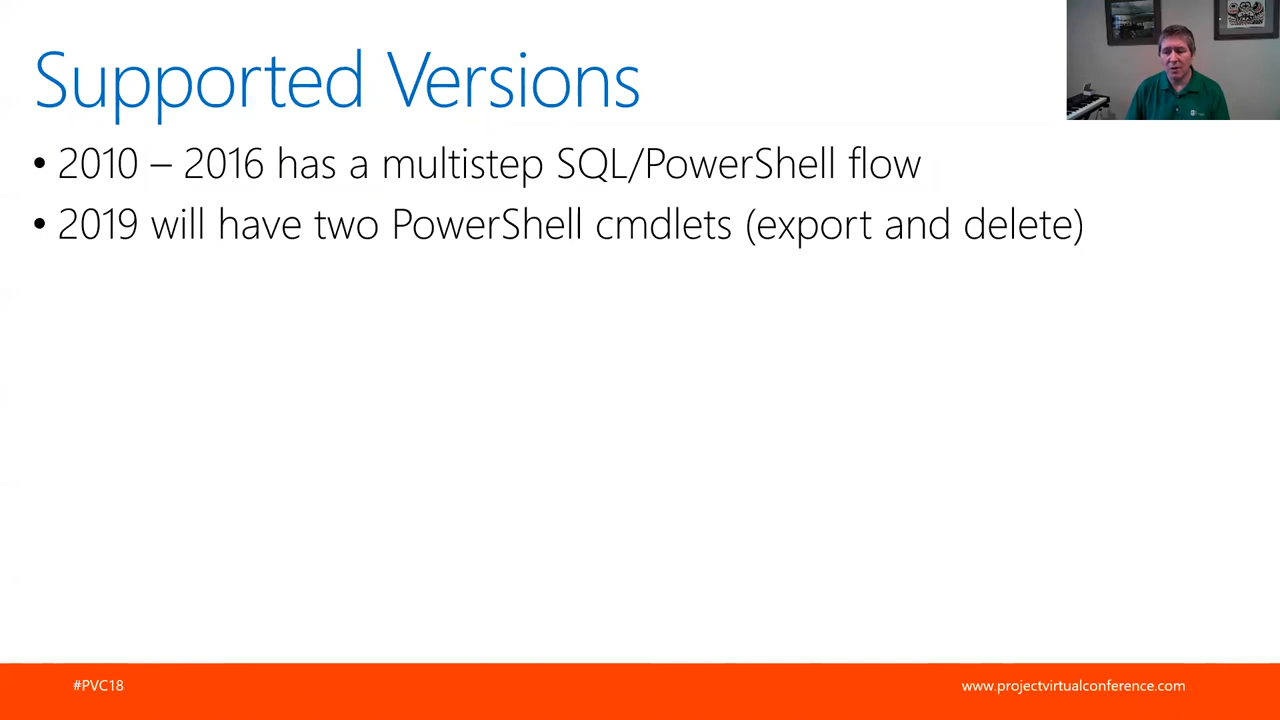 Supported Versions
• 2010 – 2016 has a multistep SQL/PowerShell flow
• 2019 will have two PowerShell cmdlets (export and delete)
#PVC18
www.projectvirtualconference.com